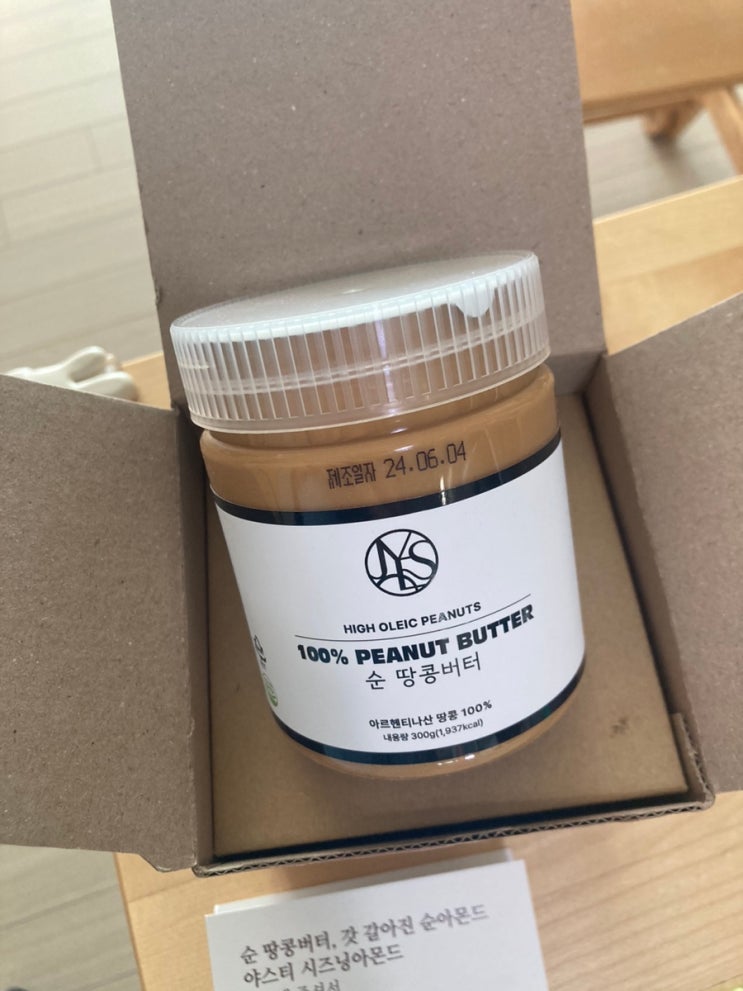 제조일자 24.06.04
HIGH OLEIC PEANUTS
100% PEANUT BUTTER
순 땅콩버터
아르헨티나산 땅콩 100%
내용량 300g(1,937kcal)
순 땅콩버터, 갓 갈아진 순아몬드
야스티 시즈닝아몬드